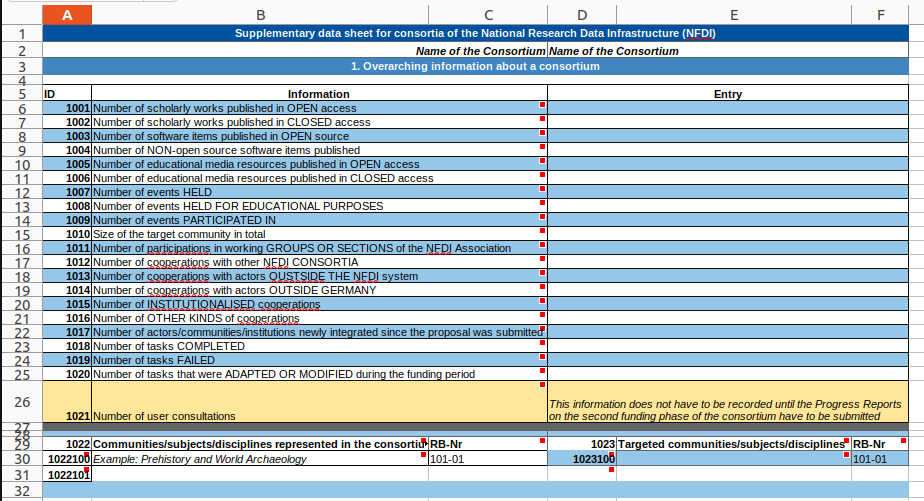 A B C D E F
1 Supplementary data sheet for consortia of the National Research Data Infrastructure (NFDI)
2 Name of the Consortium Name of the Consortium
3 1. Overarching information about a consortium
4
5 ID Information Entry
6 1001 Number of scholarly works published in OPEN access
7 1002 Number of scholarly works published in CLOSED access
8 1003 Number of software items published in OPEN source
9 1004 Number of NON-open source software items published
10 1005 Number of educational media resources published in OPEN access
11 1006 Number of educational media resources published in CLOSED access
12 1007 Number of events HELD
13 1008 Number of events HELD FOR EDUCATIONAL PURPOSES
14 1009 Number of events PARTICIPATED IN
15 1010 Size of the target community in total
16 1011 Number of participations in working GROUPS OR SECTIONS of the NFDI Association
17 1012 Number of cooperations with other NFDI CONSORTIA
18 1013 Number of cooperations with actors OUSTSIDE THE NFDI system
19 1014 Number of cooperations with actors OUTSIDE GERMANY
20 1015 Number of INSTITUTIONALISED cooperations
21 1016 Number of OTHER KINDS of cooperations
22 1017 Number of actors/communities/institutions newly integrated since the proposal was submitted
23 1018 Number of tasks COMPLETED
24 1019 Number of tasks FAILED
25 1020 Number of tasks that were ADAPTED OR MODIFIED during the funding period
26 This information does not have to be recorded until the Progress Reports
1021 Number of user consultations on the second funding phase of the consortium have to be submitted
27
28
29 1022 Communities/subjects/disciplines represented in the consortiu RB-Nr 1023 Targeted communities/subjects/disciplines RB-Nr
30 1022100 Example: Prehistory and World Archaeology 101-01 1023100 101-01
31 1022101
32